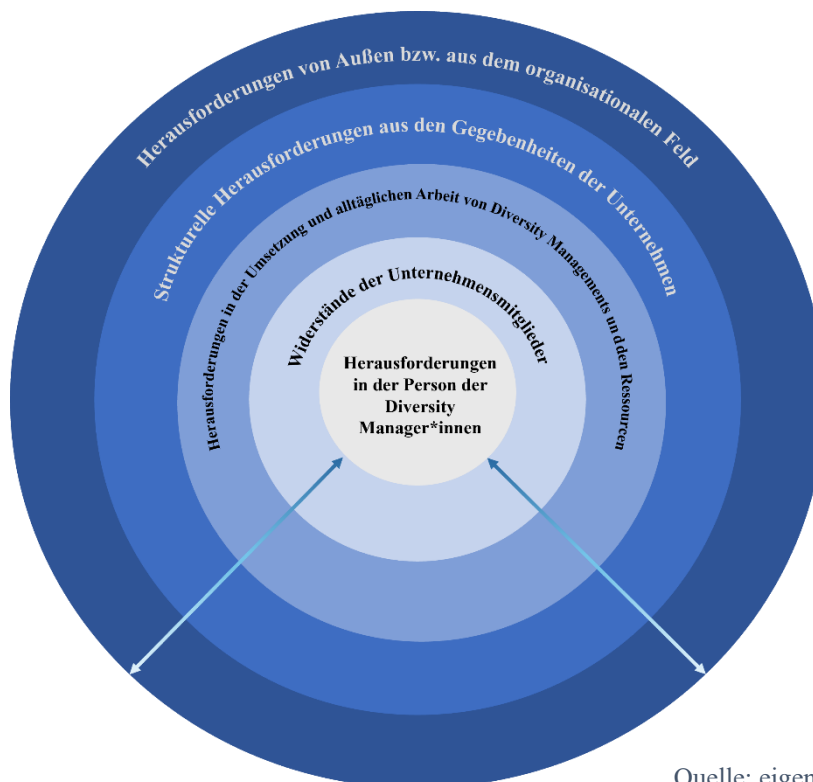 Herausforderungen von Außen bzw. aus dem organisationalen Feld
Strukturelle Herausforderungen aus den Gegebenheiten der Unternehmen
Herausforderungen in der Umsetzung und alltäglichen Arbeit von Diversity Managements und den Ressourcen
Widerstände der Unternehmensmitglieder
Herausforderungen
in der Person der
Diversity
Manager*innen
Quelle: eigen